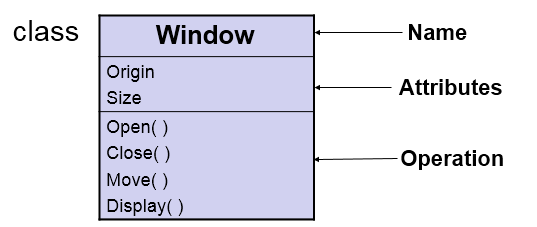 class
Window
Name
Origin
Size
Attributes
Open( )
Close( )
Move( )
Display( )
Operation